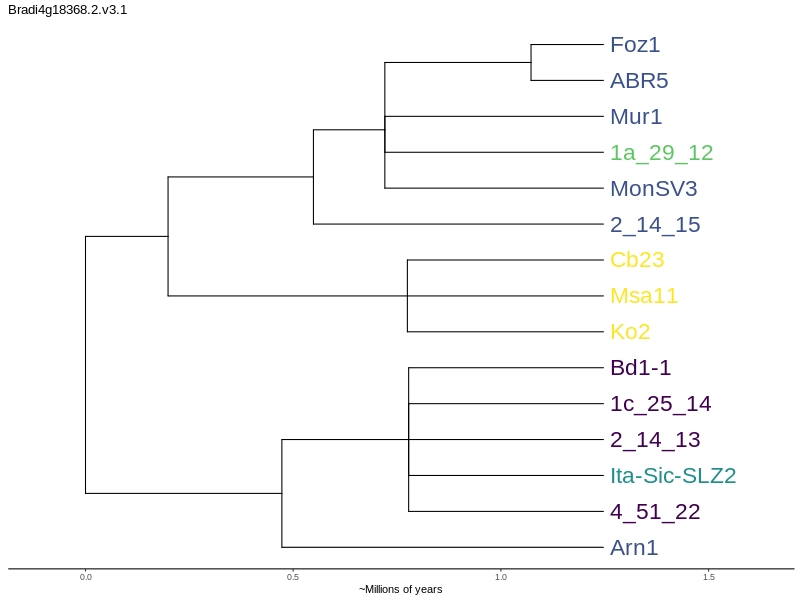 Bradi4g18368.2.v3.1
Foz1
ABR5
Mur1
1a_29_12
MonSV3
2_14_15
Cb23
Msa11
Ko2
Bd1-1
1c_25_14
2_14_13
Ita-Sic-SLZ2
4_51_22
Arn1
0.0 0.5 1.0 1.5
~Millions of years